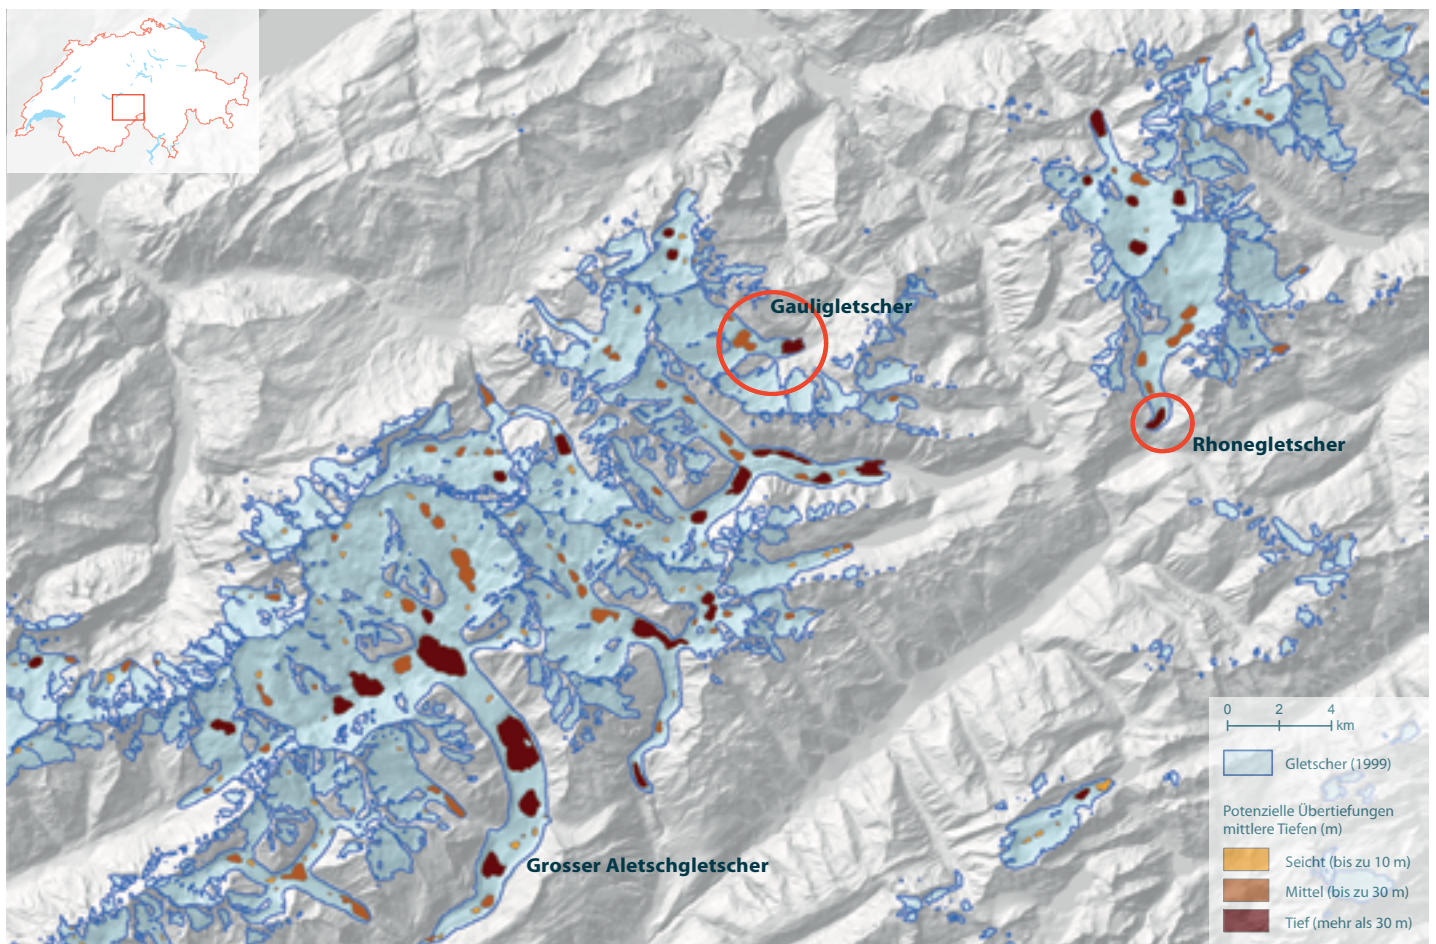 Gauligletscher
Rhonegletscher
Grosser Aletschgletscher
0 2 4
km
Gletscher (1999)
Potenzielle Übertiefungen
mittlere Tiefen (m)
Seicht (bis zu 10 m)
Mittel (bis zu 30 m)
Tief (mehr als 30 m)